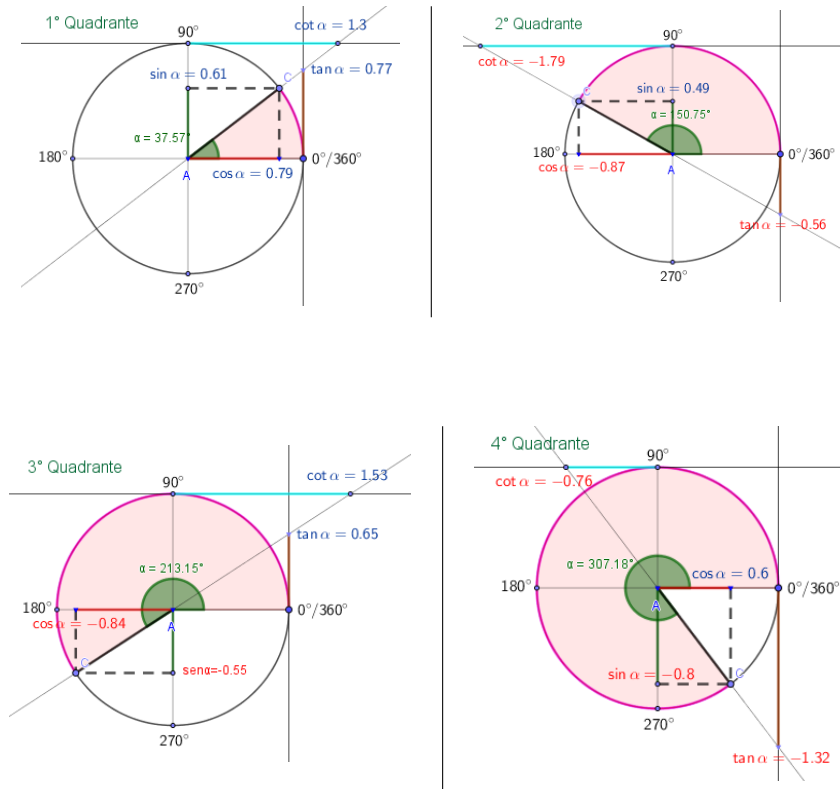 1° Quadrante
cot α = 1.3
90°
sin α = 0.61
C
tan α = 0.77
α = 37.57°
180°
0°/360°
A
cos α = 0.79
270°
2° Quadrante
90°
cot α = −1.79
C
sin α = 0.49
α = 150.75°
180°
0°/360°
cos α = −0.87
A
tan α = −0.56
270°
3° Quadrante
90°
cot α = 1.53
tan α = 0.65
α = 213.15°
180°
0°/360°
cos α = −0.84
A
C
senα=-0.55
270°
4° Quadrante
90°
cot α = −0.76
α = 307.18°
cos α = 0.6
180°
0°/360°
A
sin α = −0.8
C
270°
tan α = −1.32